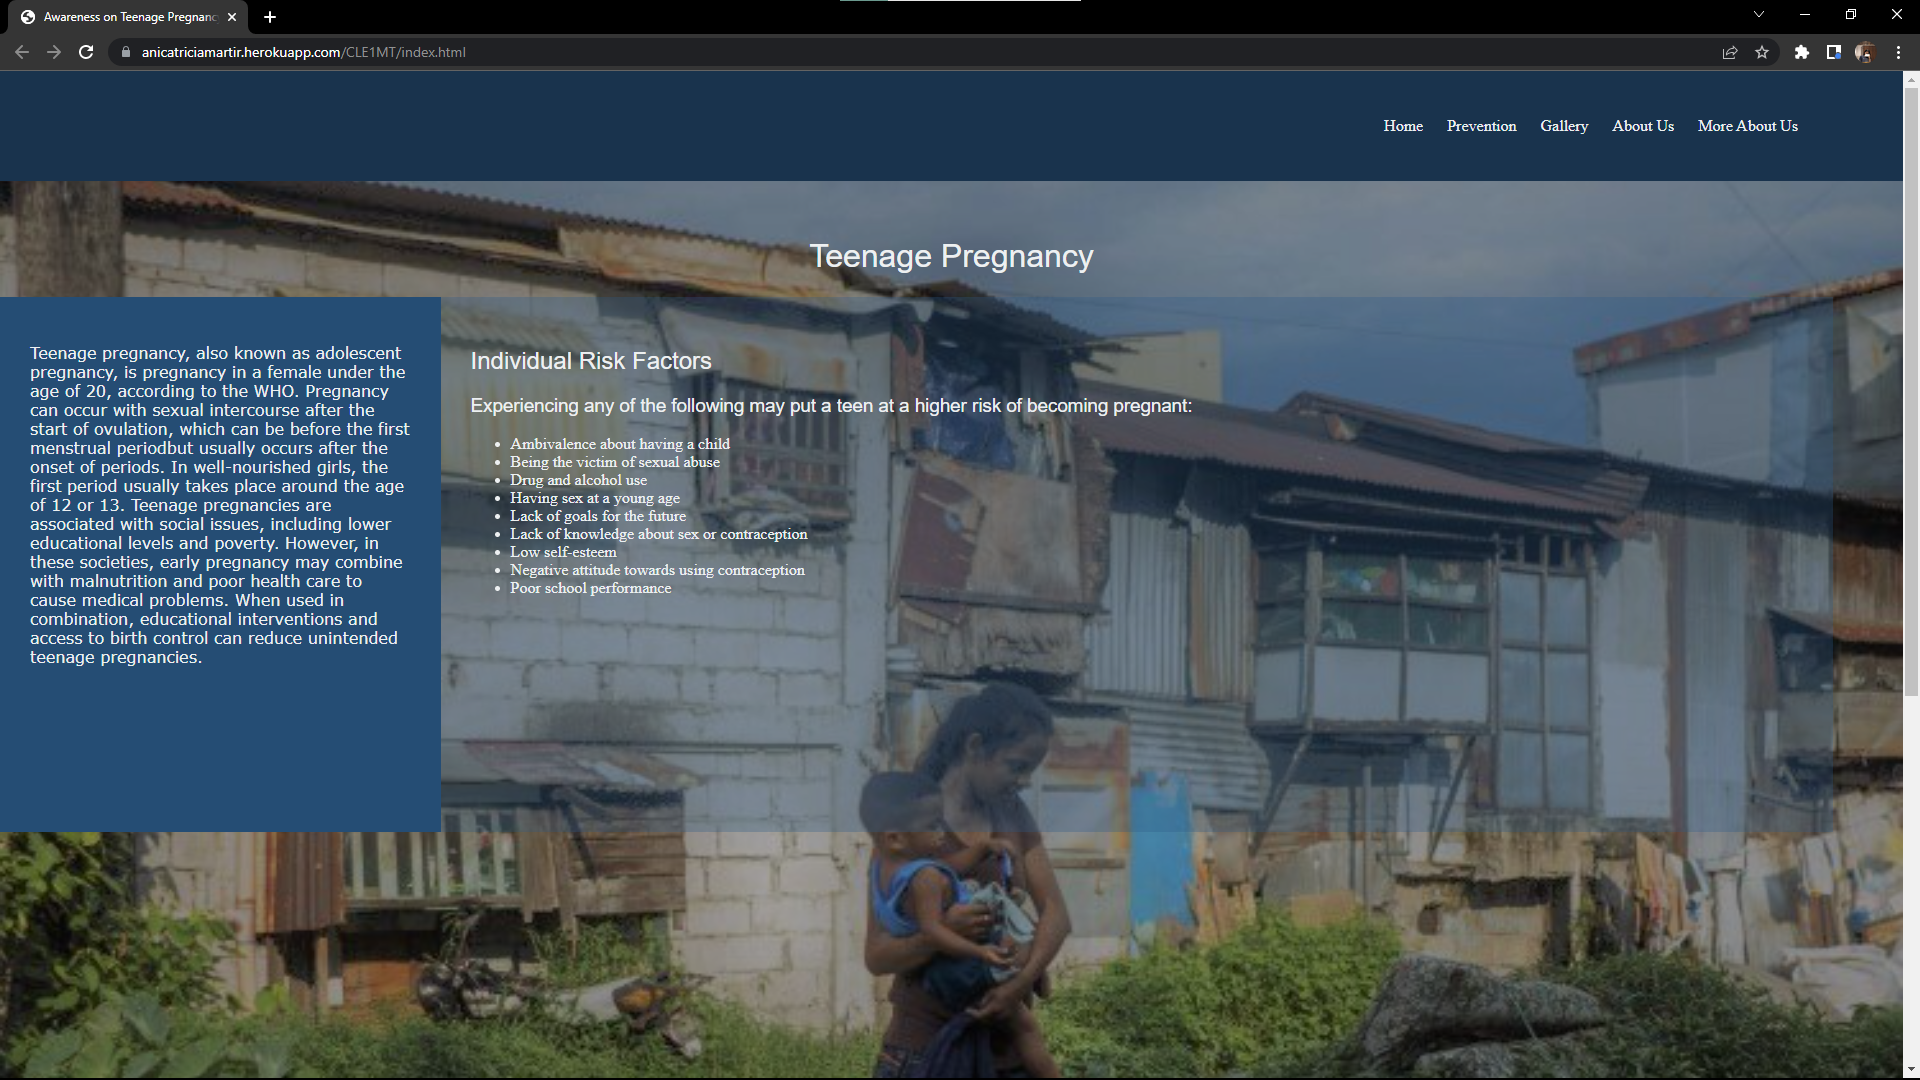 Awareness on Teenage Pregnanc
anicatriciamartir.herokuapp.com/CLE1MT/index.html
Home Prevention Gallery About Us More About Us
Teenage Pregnancy
Teenage pregnancy, also known as adolescent
pregnancy, is pregnancy in a female under the
age of 20, according to the WHO. Pregnancy
can occur with sexual intercourse after the
start of ovulation, which can be before the first
menstrual periodbut usually occurs after the
onset of periods. In well-nourished girls, the
first period usually takes place around the age
of 12 or 13. Teenage pregnancies are
associated with social issues, including lower
educational levels and poverty. However, in
these societies, early pregnancy may combine
with malnutrition and poor health care to
cause medical problems. When used in
combination, educational interventions and
access to birth control can reduce unintended
teenage pregnancies.
Individual Risk Factors
Experiencing any of the following may put a teen at a higher risk of becoming pregnant:
• Ambivalence about having a child
• Being the victim of sexual abuse
• Drug and alcohol use
• Having sex at a young age
• Lack of goals for the future
• Lack of knowledge about sex or contraception
• Low self-esteem
• Negative attitude towards using contraception
• Poor school performance